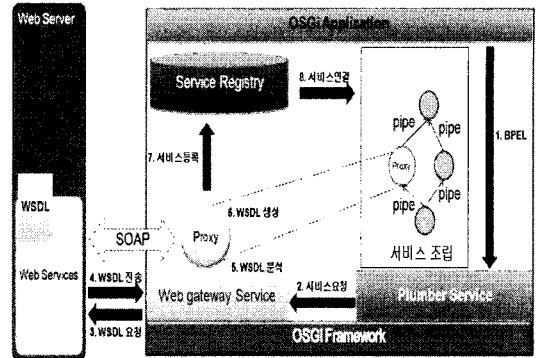 Web Server
OSGi Application
Service Registry
8. 서비스연결
pipe
pipe
1. BPEL
7. 서비스등록
Proxy
pipe
pipe
6. WSDL 생성
WSDL
SOAP
Proxy
5. WSDL 분석
서비스 조립
Web Services
4. WSDL 전송
Web gateway Service
2. 서비스요청
Plumber Service
3. WSDL 요청
OSGi Framework